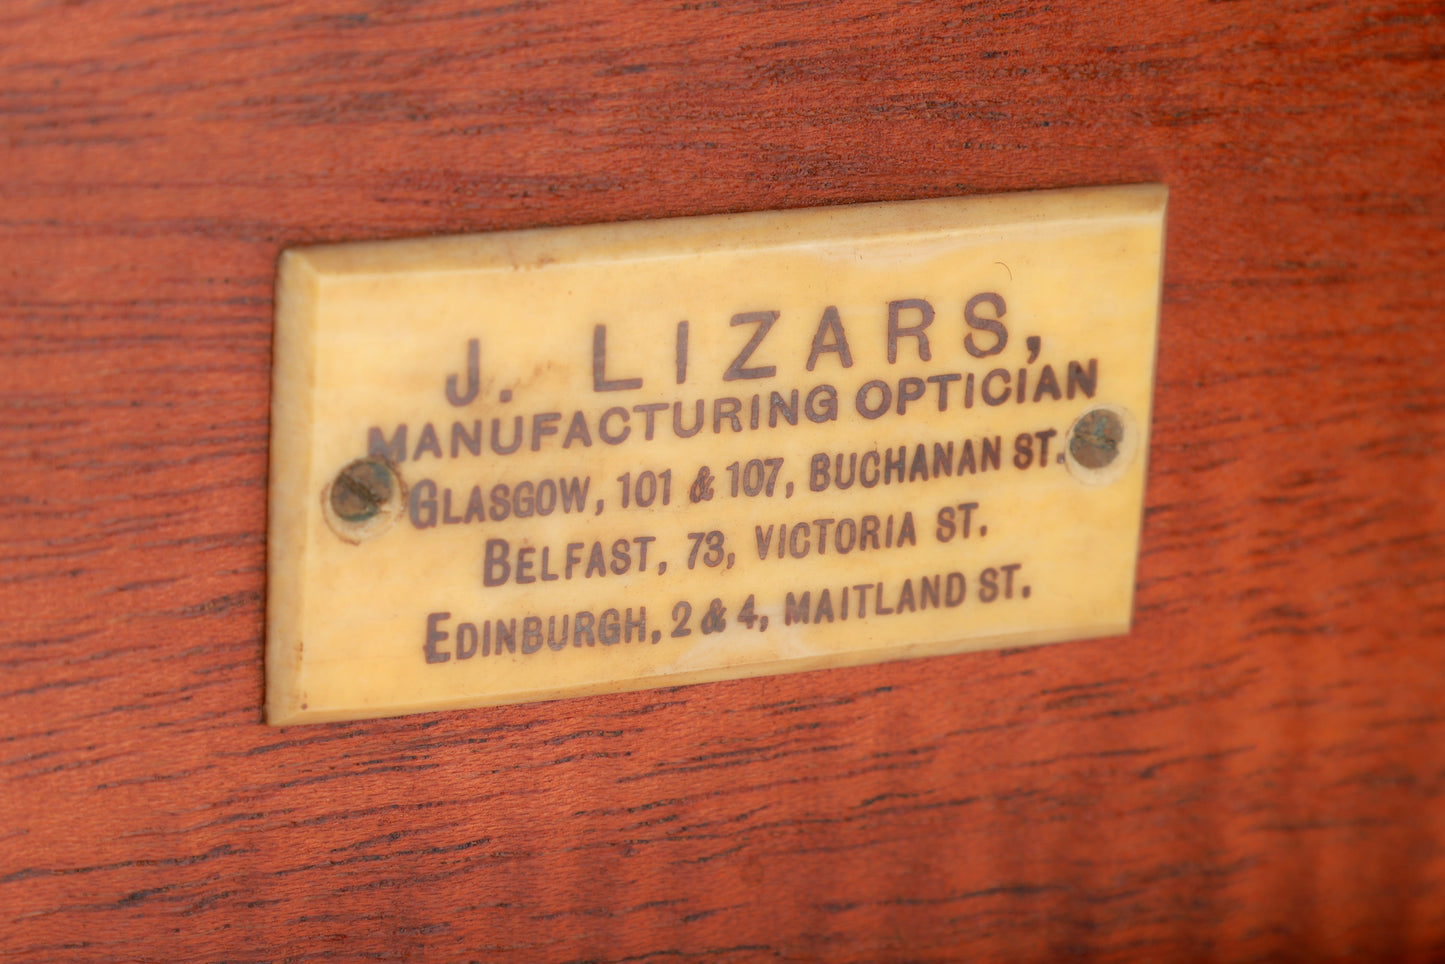 J. LIZARS,
MANUFACTURING OPTICIAN
GLASGOW, 101 & 107, BUCHANAN ST.
BELFAST, 73, VICTORIA ST.
EDINBURGH, 2 & 4, MAITLAND ST.